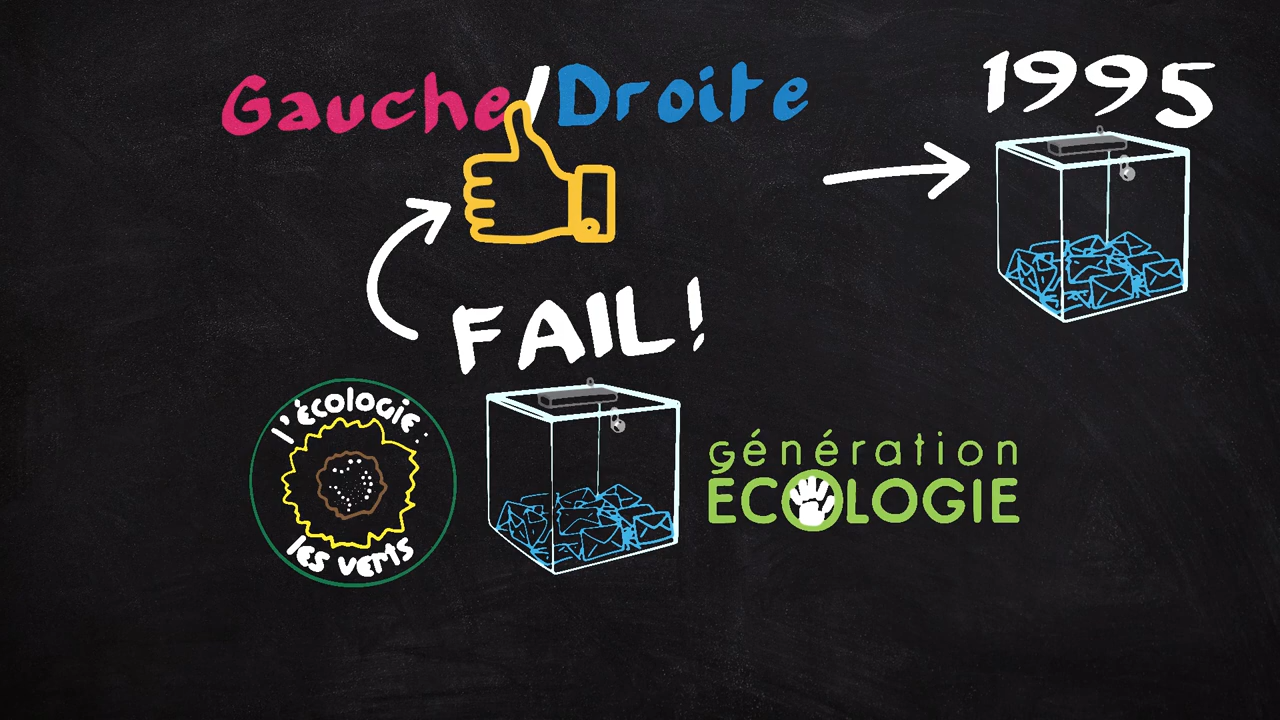 Gauche/Droite
1995
FAIL!
l'écologie:
les verts
génération
ÉCOLOGIE